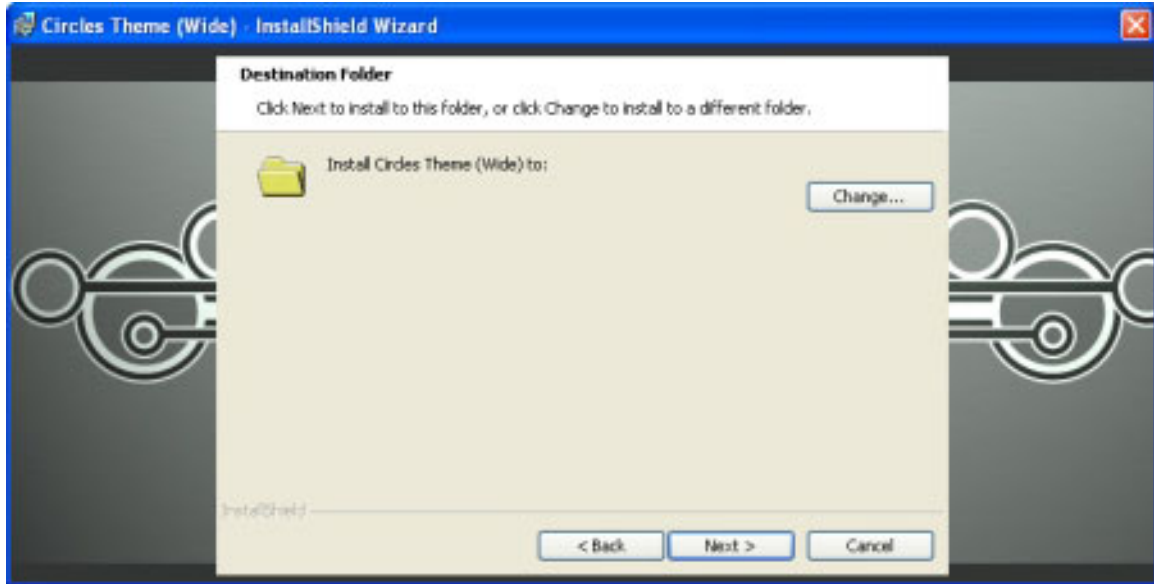 Circles Theme (Wide) - InstallShield Wizard
Destination Folder
Click Next to install to this folder, or click Change to install to a different folder.
Install Circles Theme (Wide) to:
Change...
InstallShield
< Back
Next >
Cancel